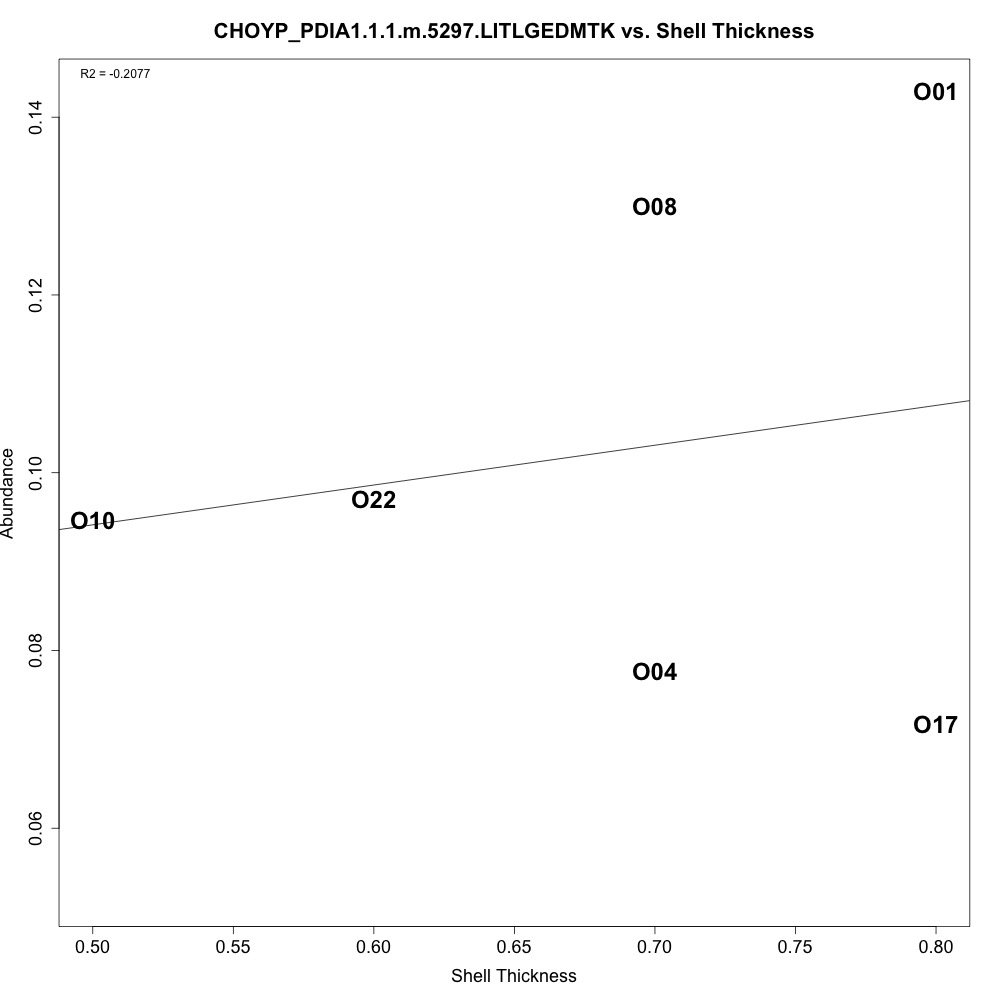 CHOYP_PDIA1.1.1.m.5297.LITLGEDMTK vs. Shell Thickness
R2 = -0.2077
O01
0.14
O08
0.12
0.10
O22
O10
Abundance
0.08
O04
O17
0.06
0.50 0.55 0.60 0.65 0.70 0.75 0.80
Shell Thickness